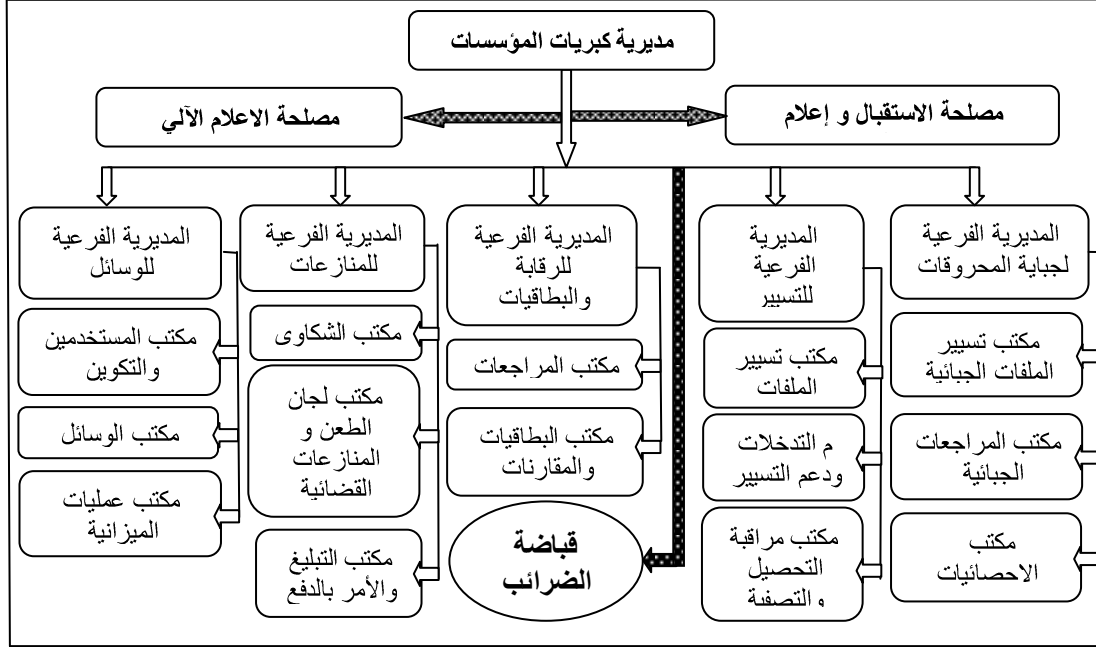 مديرية كبريات المؤسسات
مصلحة الاستقبال و إعلام
مصلحة الاعلام الآلي
المديرية الفرعية
لجباية المحروقات
مكتب تسيير
الملفات الجبائية
مكتب المراجعات
الجبائية
مكتب
الاحصائيات
المديرية
الفرعية
للتسيير
مكتب تسيير
الملفات
م التدخلات
ودعم التسيير
مكتب مراقبة
التحصيل
والتصفية
المديرية الفرعية
للرقابة
والبطاقيات
مكتب المراجعات
مكتب البطاقيات
والمقارنات
قباضة
الضرائب
المديرية الفرعية
للمنازعات
مكتب الشكاوى
مكتب لجان
الطعن و
المنازعات
القضائية
مكتب التبليغ
والأمر بالدفع
المديرية الفرعية
للوسائل
مكتب المستخدمين
والتكوين
مكتب الوسائل
مكتب عمليات
الميزانية